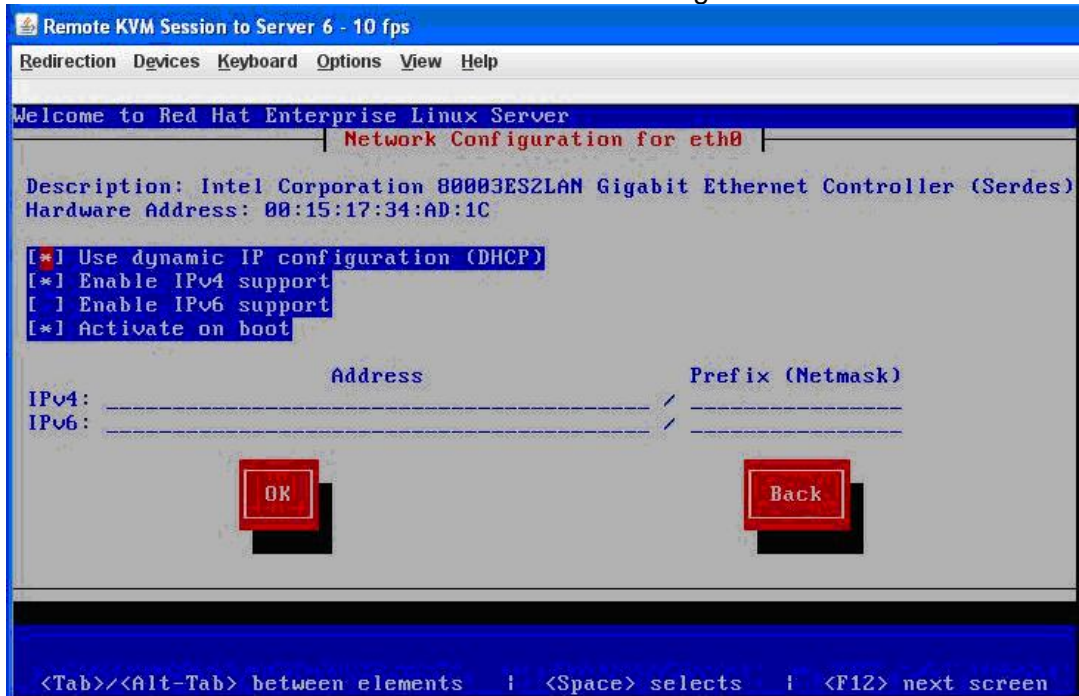 Remote KVM Session to Server 6 - 10 fps
Redirection Devices Keyboard Options View Help
Welcome to Red Hat Enterprise Linux Server
Network Configuration for eth0
Description: Intel Corporation 80003ES2LAN Gigabit Ethernet Controller (Serdes)
Hardware Address: 00:15:17:34:AD:1C
[*] Use dynamic IP configuration (DHCP)
[*] Enable IPv4 support
[ ] Enable IPv6 support
[*] Activate on boot
Address Prefix (Netmask)
IPv4: / 
IPv6: / 
OK Back
<Tab>/<Alt-Tab> between elements | <Space> selects | <F12> next screen